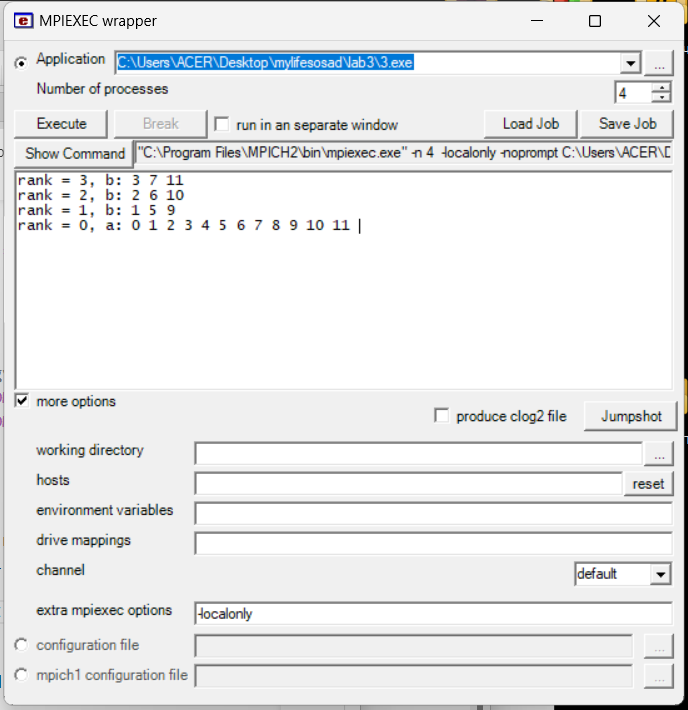 MPIEXEC wrapper
Application C:\Users\ACER\Desktop\mylifesosad\lab3\3.exe ...
Number of processes 4
Execute Break run in an separate window Load Job Save Job
Show Command "C:\Program Files\MPICH2\bin\mpiexec.exe" -n 4 -localonly -noprompt C:\Users\ACER\D
rank = 3, b: 3 7 11
rank = 2, b: 2 6 10
rank = 1, b: 1 5 9
rank = 0, a: 0 1 2 3 4 5 6 7 8 9 10 11
more options
produce clog2 file Jumpshot
working directory ...
hosts reset
environment variables
drive mappings
channel default
extra mpiexec options -localonly
configuration file ...
mpich1 configuration file ...